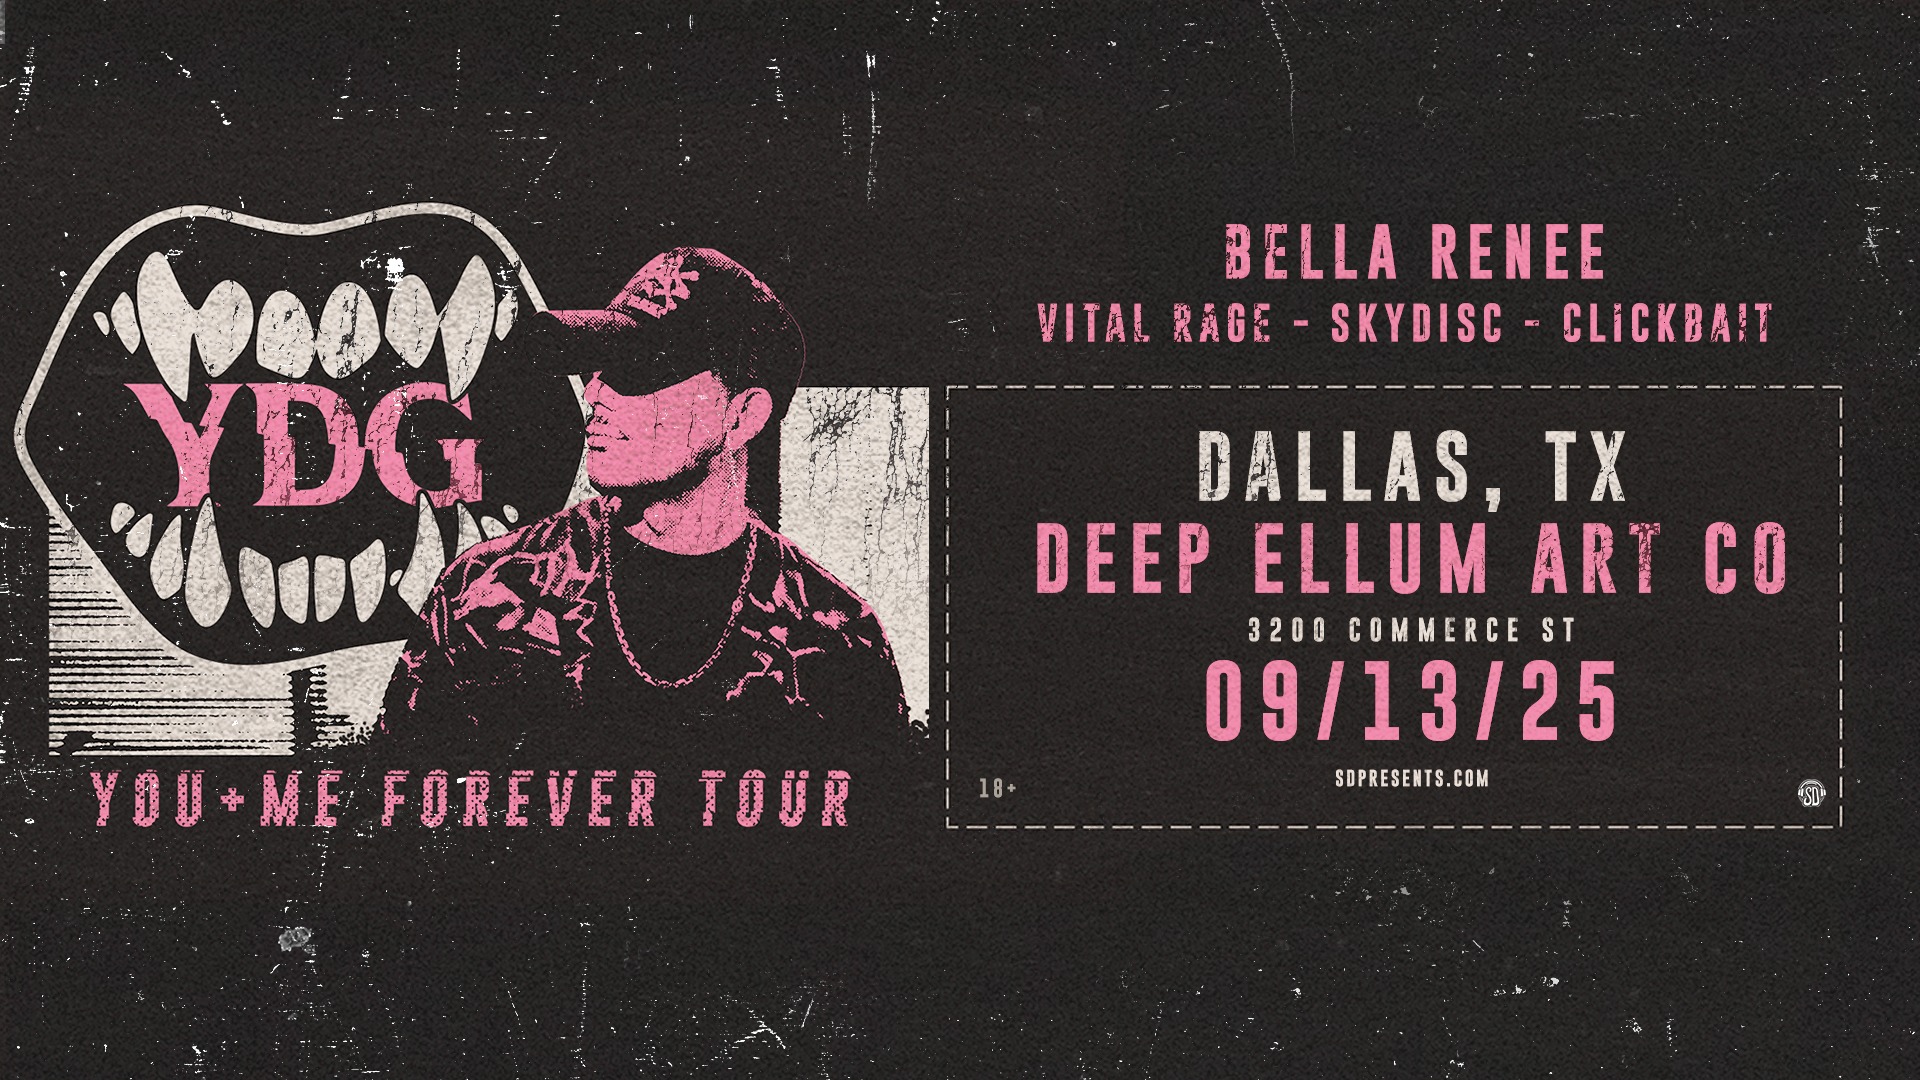 YDG
YOU+ME FOREVER TOUR
BELLA RENEE
VITAL RAGE - SKYDISC - CLICKBAIT
DALLAS, TX
DEEP ELLUM ART CO
3200 COMMERCE ST
09/13/25
SDPRESENTS.COM
18+
SD